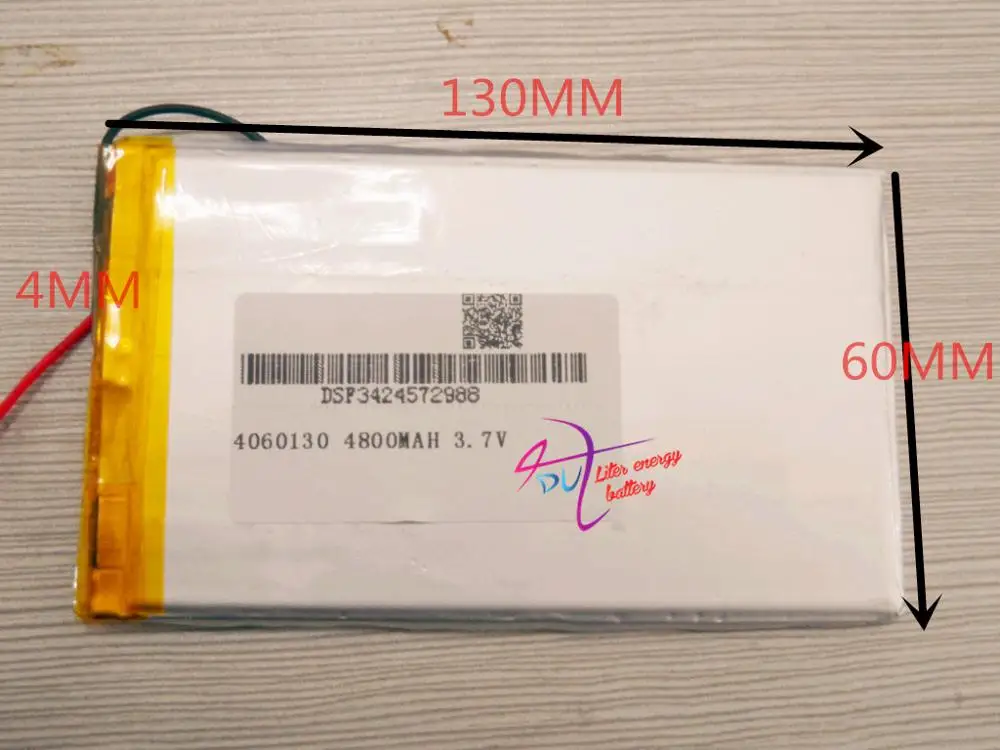 130MM
4MM
60MM
DSF3424572988
4060130 4800MAH 3.7V
Liter energy
battery